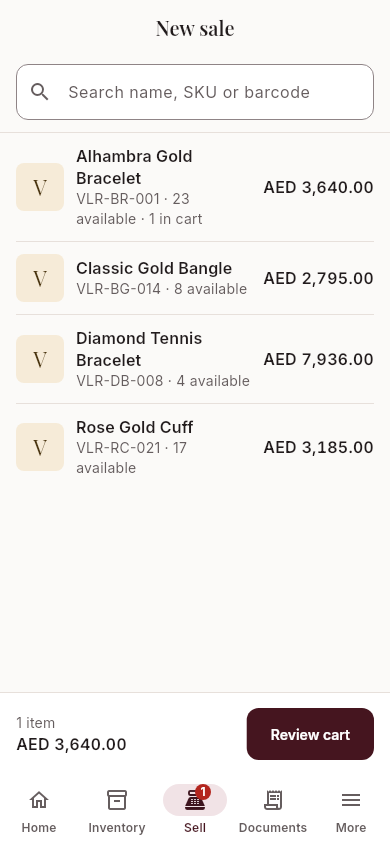 New sale
Search name, SKU or barcode
V
Alhambra Gold
Bracelet
VLR-BR-001 · 23
available · 1 in cart
AED 3,640.00
V
Classic Gold Bangle
VLR-BG-014 · 8 available
AED 2,795.00
V
Diamond Tennis
Bracelet
VLR-DB-008 · 4 available
AED 7,936.00
V
Rose Gold Cuff
VLR-RC-021 · 17
available
AED 3,185.00
1 item
AED 3,640.00
Review cart
1
Home
Inventory
Sell
Documents
More